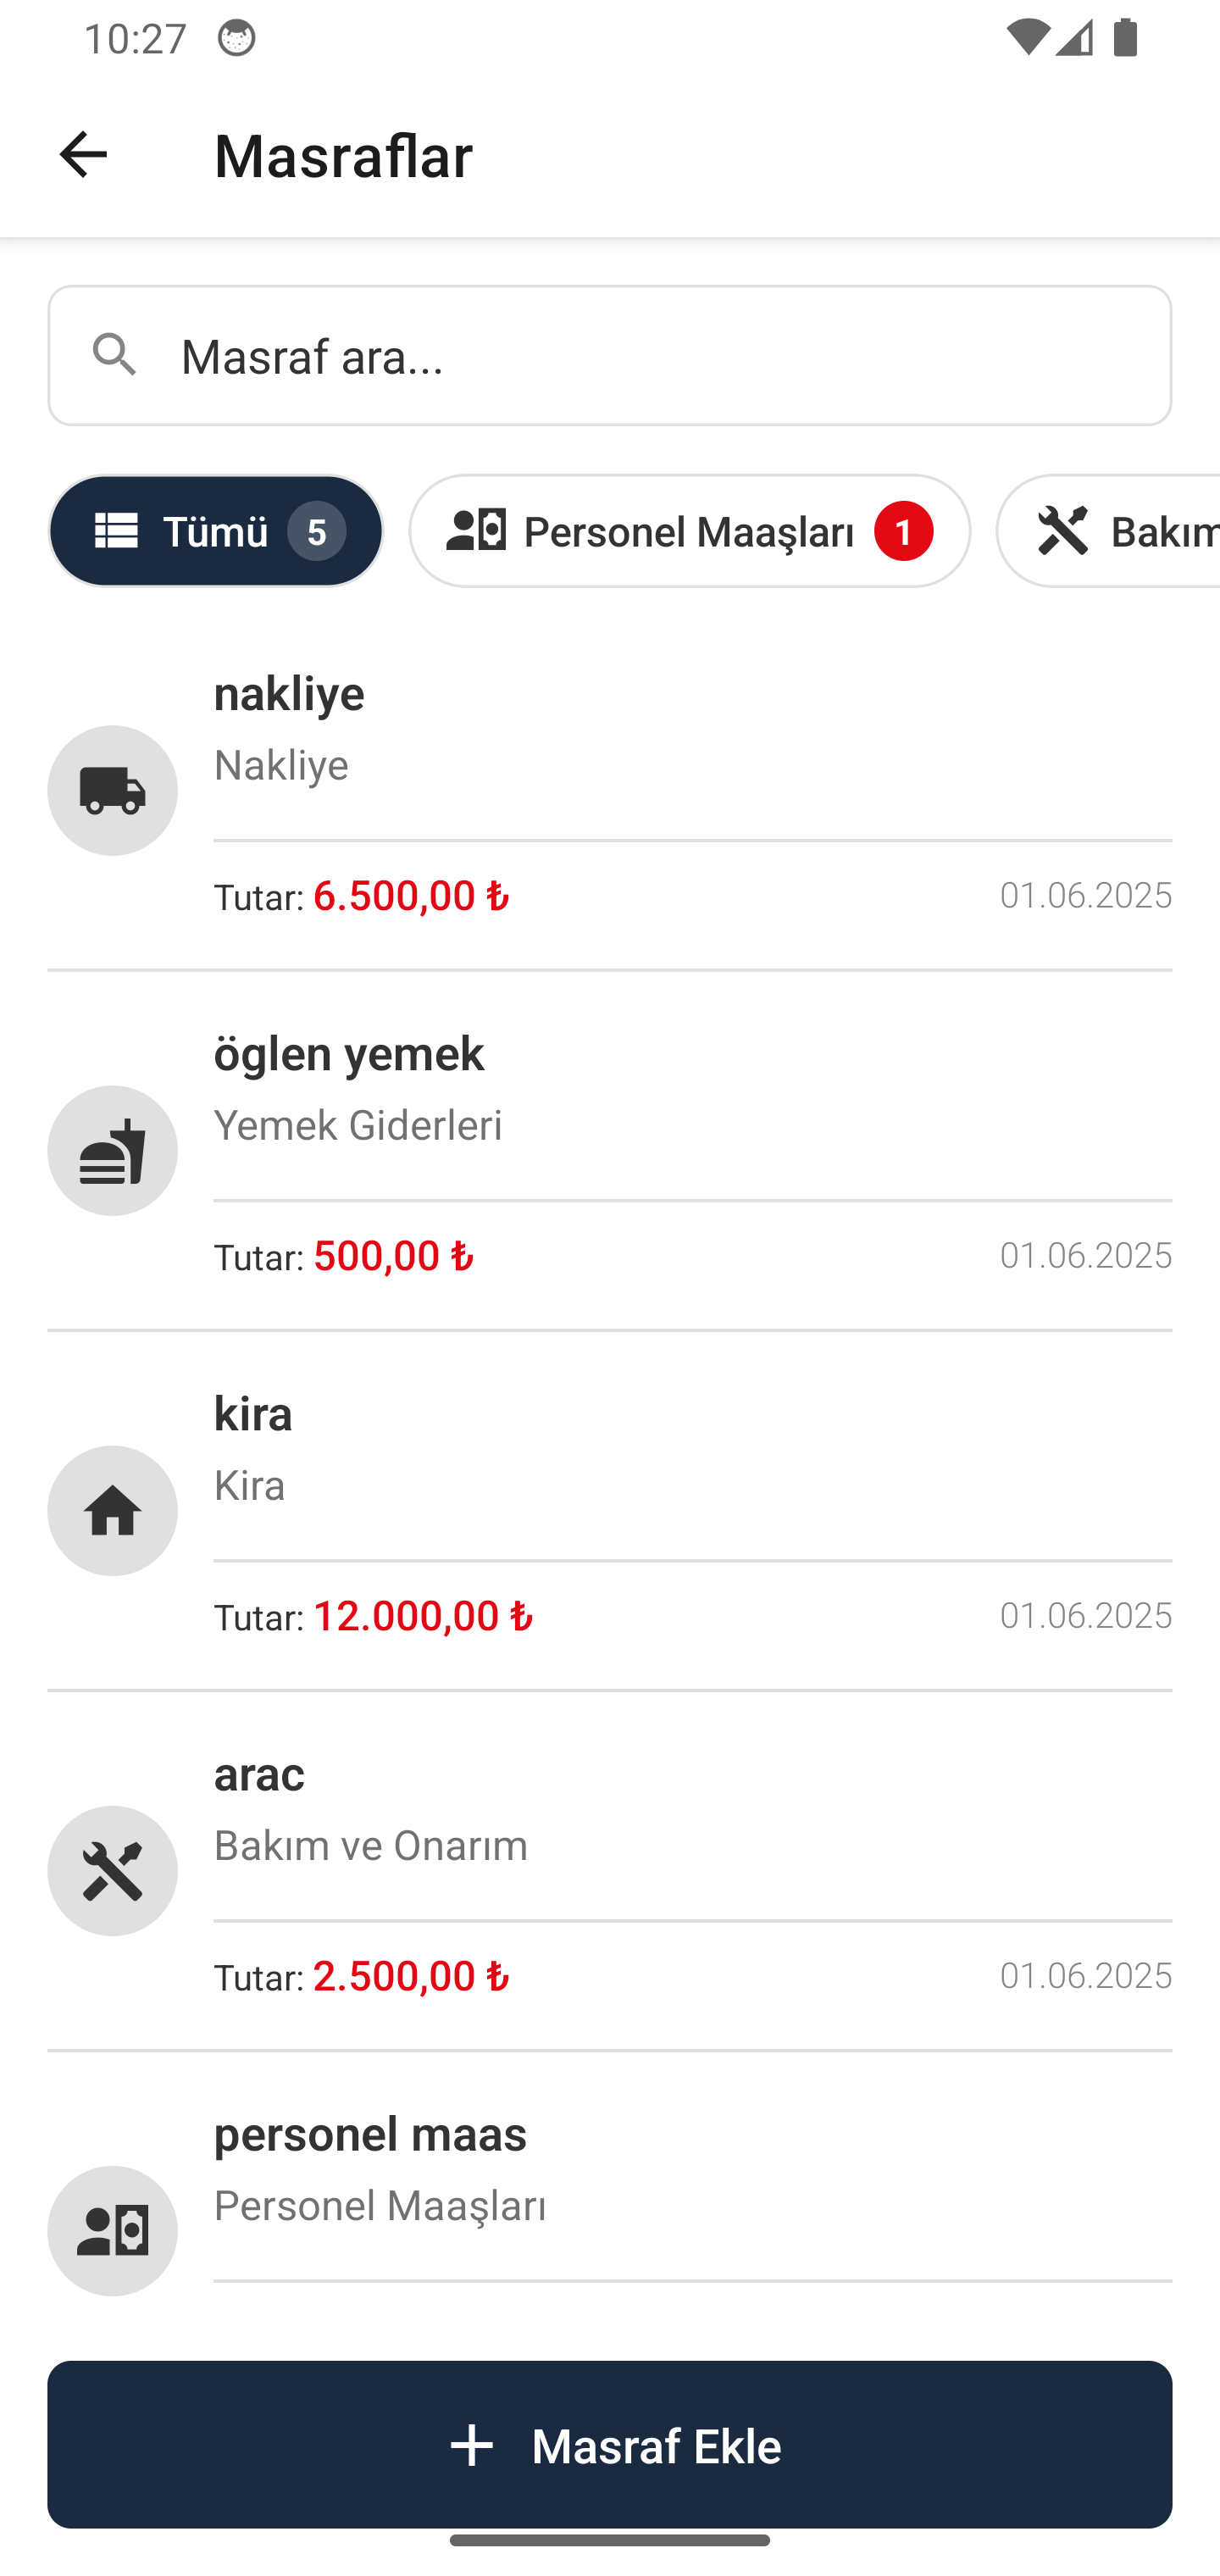 10:27
Masraflar
Masraf ara...
Tümü 5 Personel Maaşları 1 Bakım
nakliye
Nakliye
Tutar: 6.500,00 ₺ 01.06.2025
öglen yemek
Yemek Giderleri
Tutar: 500,00 ₺ 01.06.2025
kira
Kira
Tutar: 12.000,00 ₺ 01.06.2025
arac
Bakım ve Onarım
Tutar: 2.500,00 ₺ 01.06.2025
personel maas
Personel Maaşları
Masraf Ekle